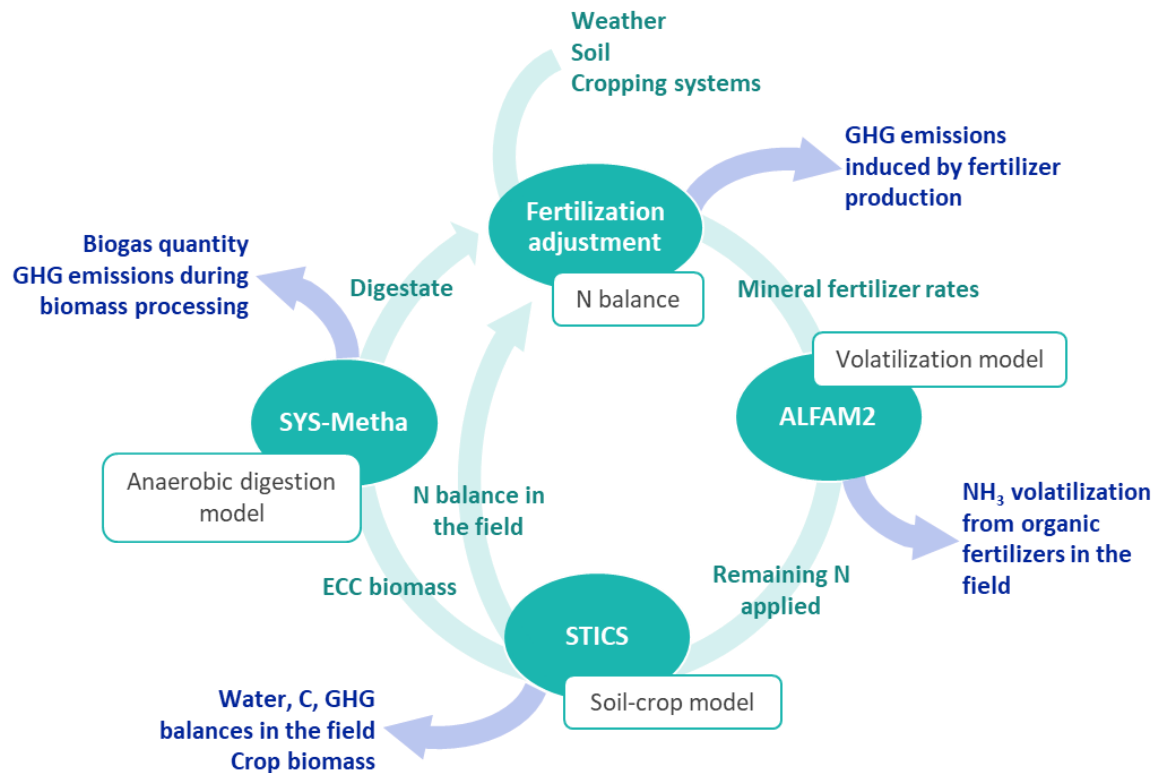 Weather
Soil
Cropping systems
GHG emissions
induced by fertilizer
production
Fertilization
adjustment
N balance
Biogas quantity
GHG emissions during
biomass processing
Digestate
Mineral fertilizer rates
Volatilization model
ALFAM2
SYS-Metha
Anaerobic digestion
model
N balance in
the field
NH₃ volatilization
from organic
fertilizers in the
field
ECC biomass
Remaining N
applied
STICS
Soil-crop model
Water, C, GHG
balances in the field
Crop biomass